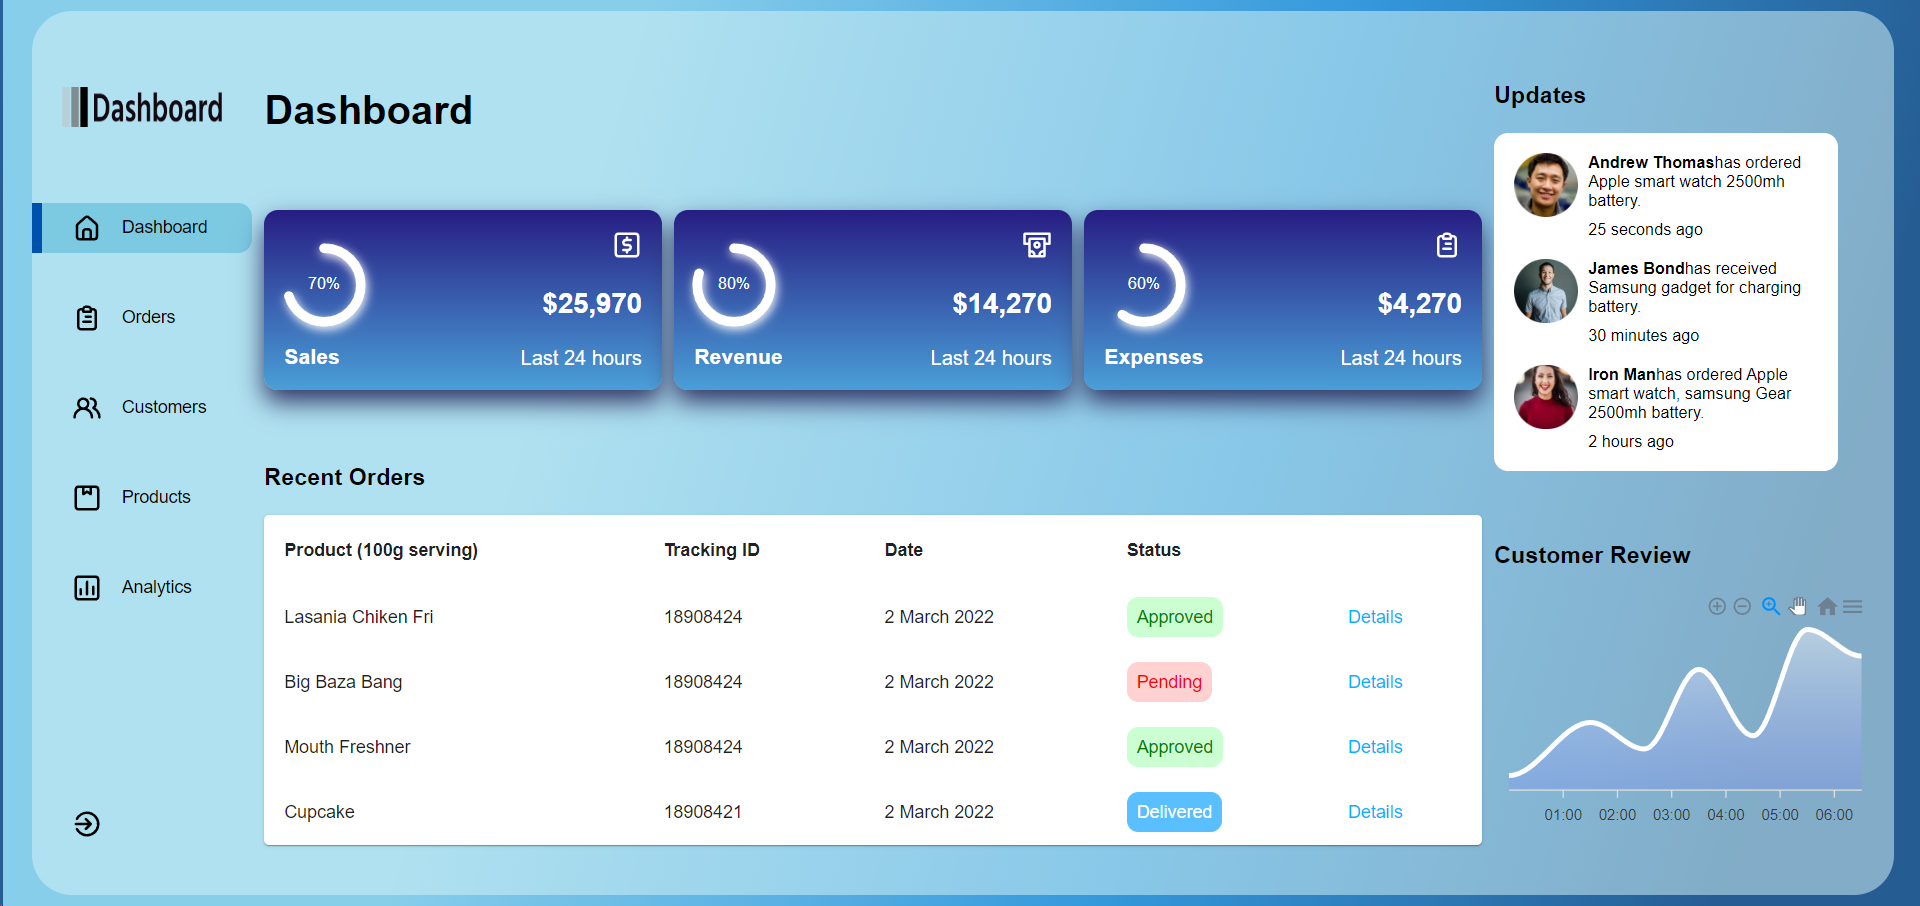 Dashboard
Dashboard
Dashboard
Orders
Customers
Products
Analytics
70%
$25,970
Sales
Last 24 hours
80%
$14,270
Revenue
Last 24 hours
60%
$4,270
Expenses
Last 24 hours
Recent Orders
Product (100g serving) Tracking ID Date Status
Lasania Chiken Fri 18908424 2 March 2022 Approved Details
Big Baza Bang 18908424 2 March 2022 Pending Details
Mouth Freshner 18908424 2 March 2022 Approved Details
Cupcake 18908421 2 March 2022 Delivered Details
Updates
Andrew Thomashas ordered
Apple smart watch 2500mh
battery.
25 seconds ago
James Bondhas received
Samsung gadget for charging
battery.
30 minutes ago
Iron Manhas ordered Apple
smart watch, samsung Gear
2500mh battery.
2 hours ago
Customer Review
01:00 02:00 03:00 04:00 05:00 06:00